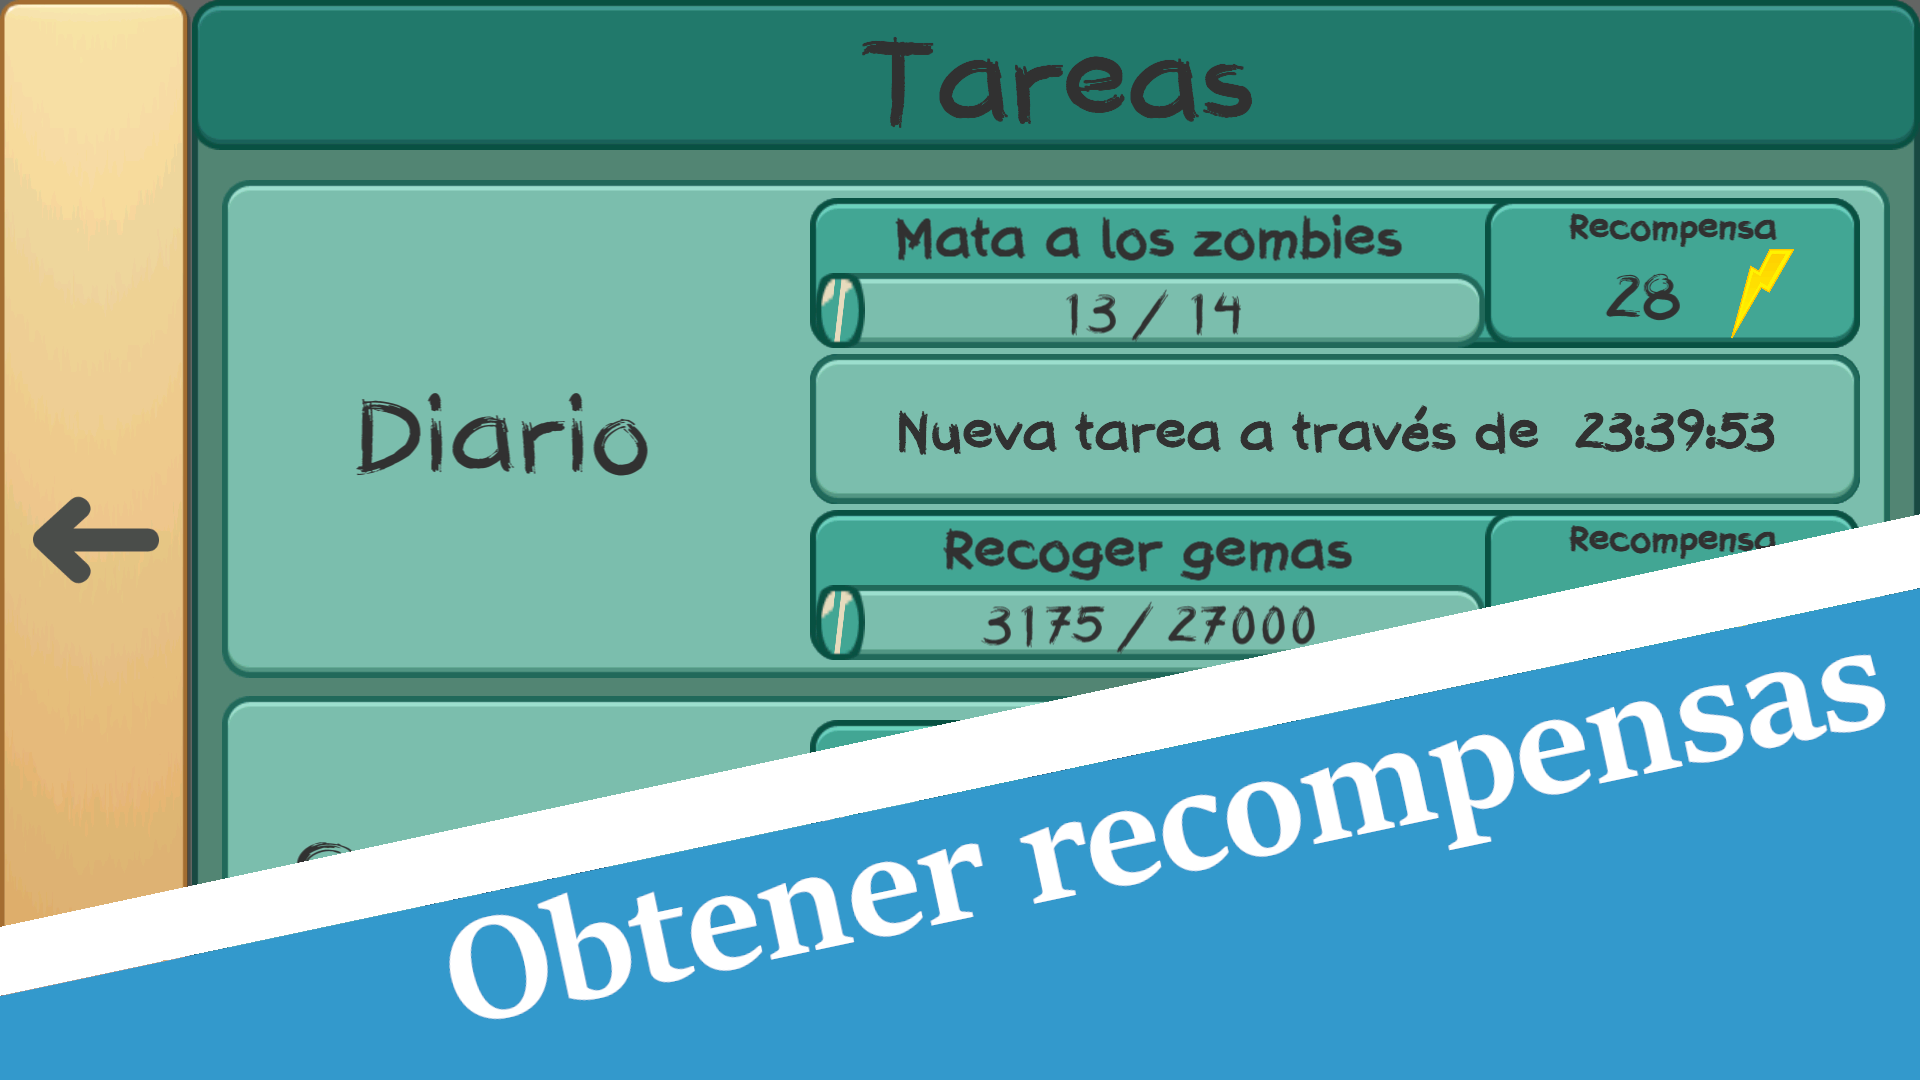 Tareas
Diario
Mata a los zombies
13 / 14
Recompensa
28
Nueva tarea a través de 23:39:53
Recoger gemas
3175 / 27000
Recompensa
Obtener recompensas